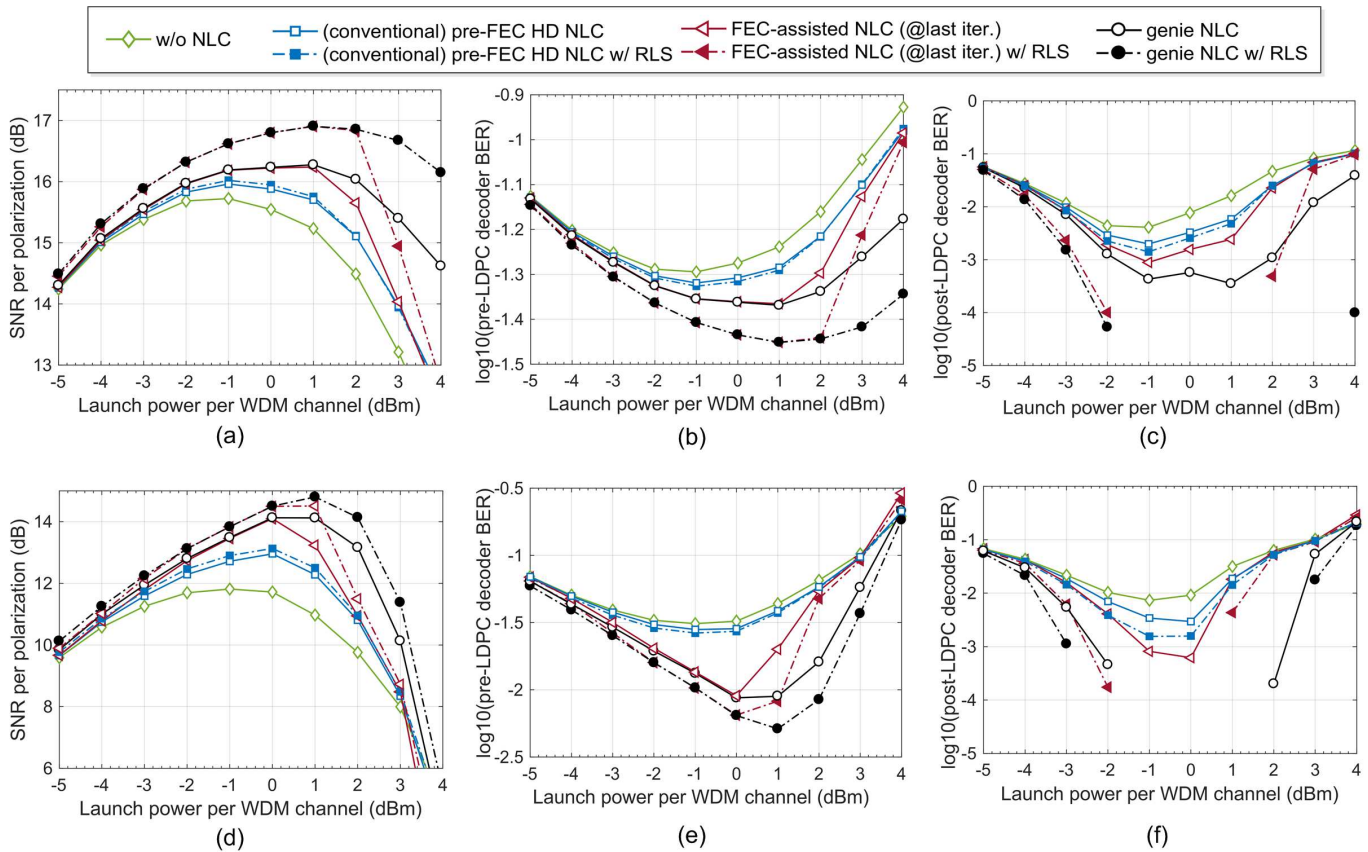 w/o NLC
(conventional) pre-FEC HD NLC
(conventional) pre-FEC HD NLC w/ RLS
FEC-assisted NLC (@last iter.)
FEC-assisted NLC (@last iter.) w/ RLS
genie NLC
genie NLC w/ RLS
SNR per polarization (dB)
17
16
15
14
13
-5 -4 -3 -2 -1 0 1 2 3 4
Launch power per WDM channel (dBm)
(a)
log10(pre-LDPC decoder BER)
-0.9
-1
-1.1
-1.2
-1.3
-1.4
-1.5
-5 -4 -3 -2 -1 0 1 2 3 4
Launch power per WDM channel (dBm)
(b)
log10(post-LDPC decoder BER)
0
-1
-2
-3
-4
-5
-5 -4 -3 -2 -1 0 1 2 3 4
Launch power per WDM channel (dBm)
(c)
SNR per polarization (dB)
14
12
10
8
6
-5 -4 -3 -2 -1 0 1 2 3 4
Launch power per WDM channel (dBm)
(d)
log10(pre-LDPC decoder BER)
-0.5
-1
-1.5
-2
-2.5
-5 -4 -3 -2 -1 0 1 2 3 4
Launch power per WDM channel (dBm)
(e)
log10(post-LDPC decoder BER)
0
-1
-2
-3
-4
-5
-5 -4 -3 -2 -1 0 1 2 3 4
Launch power per WDM channel (dBm)
(f)